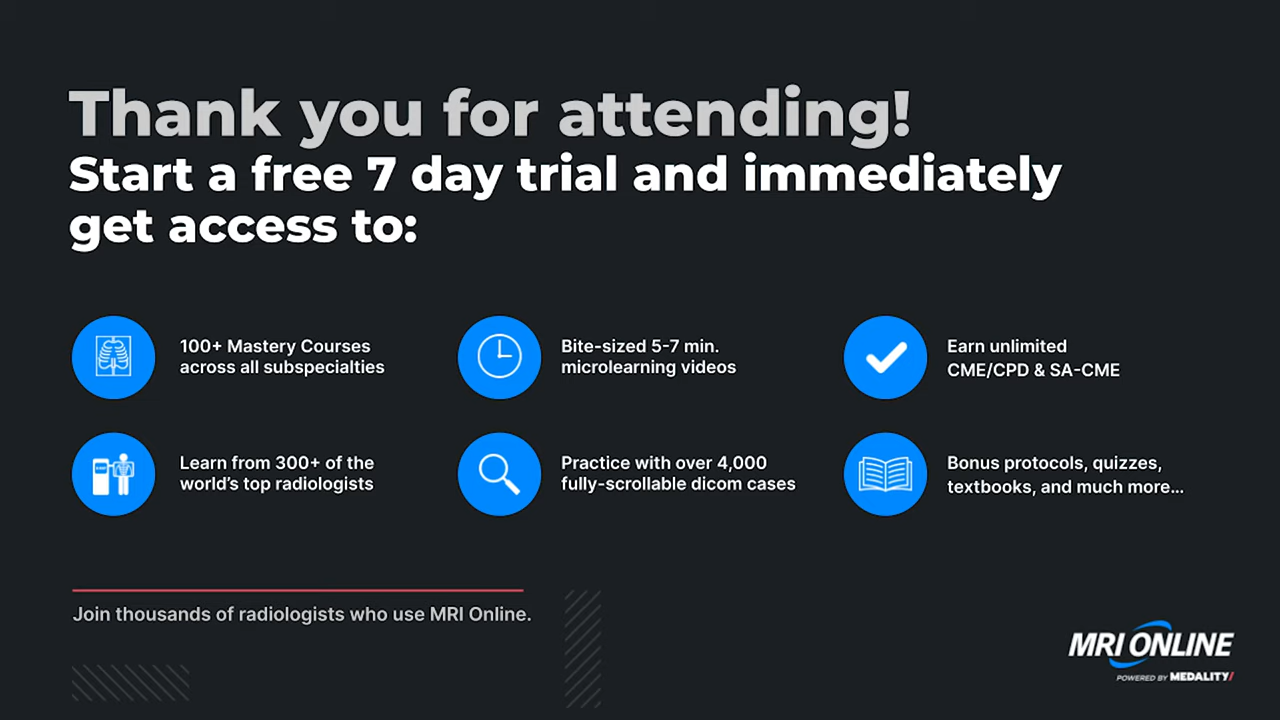 Thank you for attending!
Start a free 7 day trial and immediately
get access to:
100+ Mastery Courses
across all subspecialties
Bite-sized 5-7 min.
microlearning videos
Earn unlimited
CME/CPD & SA-CME
Learn from 300+ of the
world's top radiologists
Practice with over 4,000
fully-scrollable dicom cases
Bonus protocols, quizzes,
textbooks, and much more...
Join thousands of radiologists who use MRI Online.
MRI ONLINE
POWERED BY MEDALITY/